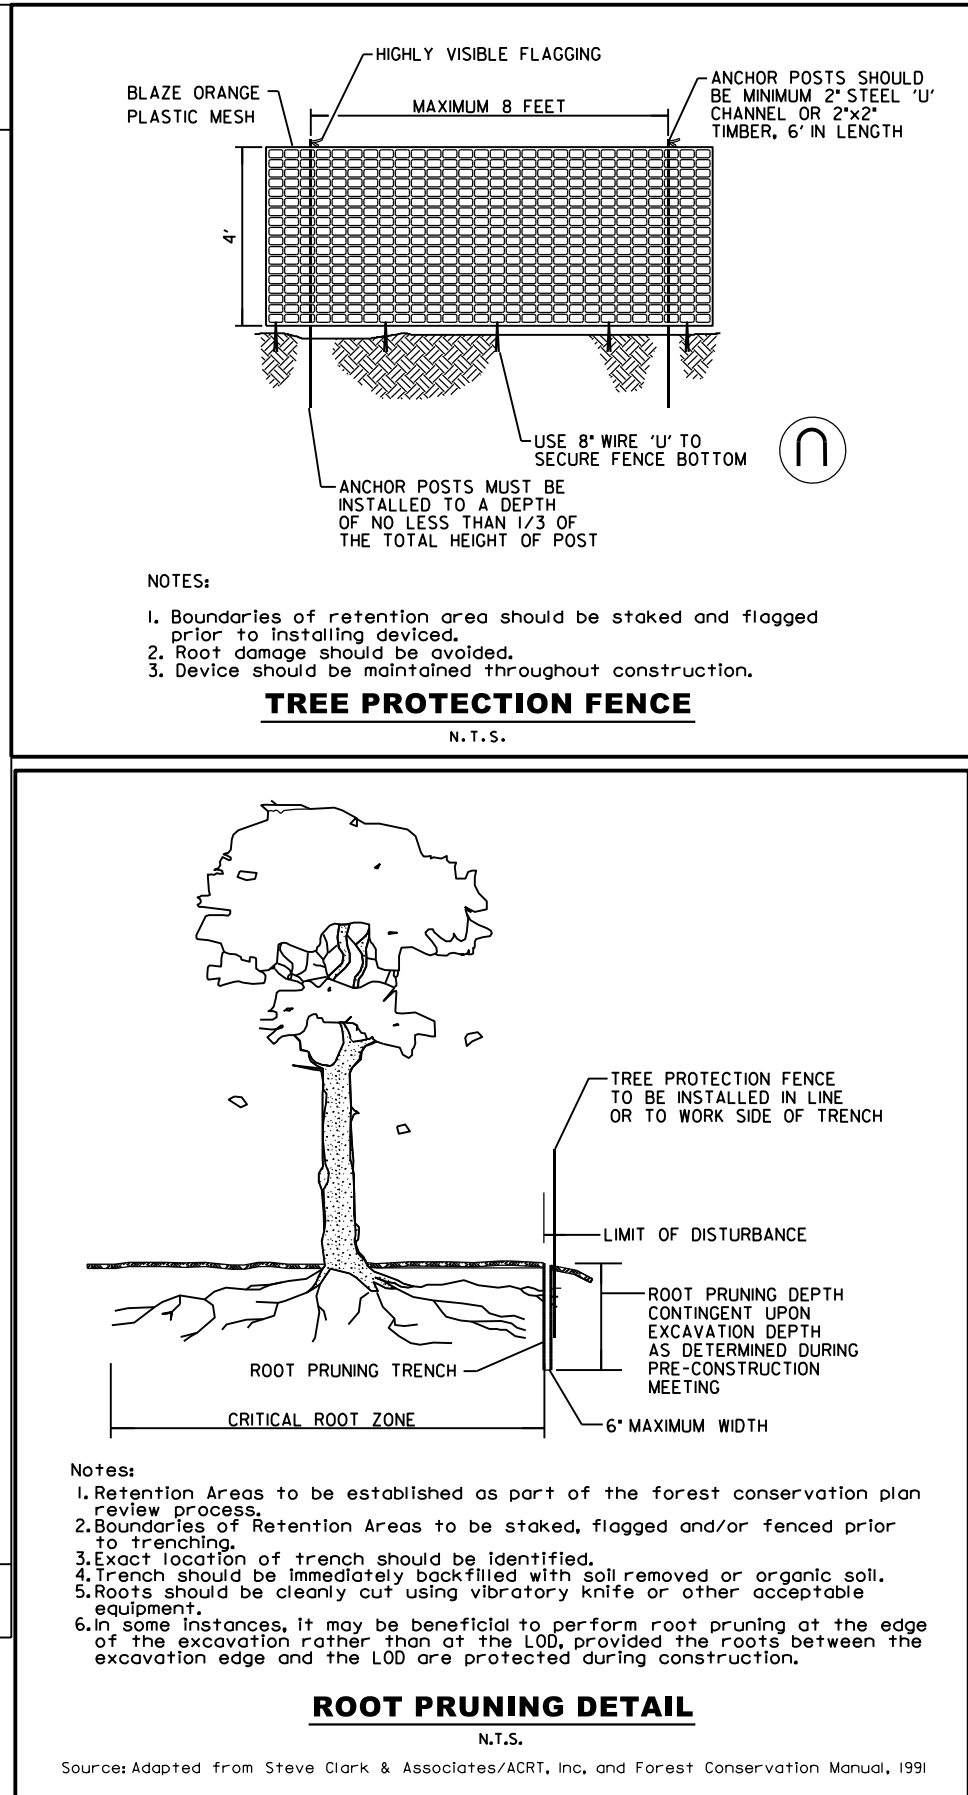 HIGHLY VISIBLE FLAGGING
BLAZE ORANGE
PLASTIC MESH
MAXIMUM 8 FEET
ANCHOR POSTS SHOULD
BE MINIMUM 2" STEEL 'U'
CHANNEL OR 2"x2"
TIMBER, 6' IN LENGTH
4'
USE 8" WIRE 'U' TO
SECURE FENCE BOTTOM
ANCHOR POSTS MUST BE
INSTALLED TO A DEPTH
OF NO LESS THAN 1/3 OF
THE TOTAL HEIGHT OF POST
NOTES:
1. Boundaries of retention area should be staked and flagged
prior to installing deviced.
2. Root damage should be avoided.
3. Device should be maintained throughout construction.
TREE PROTECTION FENCE
N.T.S.
TREE PROTECTION FENCE
TO BE INSTALLED IN LINE
OR TO WORK SIDE OF TRENCH
LIMIT OF DISTURBANCE
ROOT PRUNING DEPTH
CONTINGENT UPON
EXCAVATION DEPTH
AS DETERMINED DURING
PRE-CONSTRUCTION
MEETING
ROOT PRUNING TRENCH
CRITICAL ROOT ZONE
6" MAXIMUM WIDTH
Notes:
1. Retention Areas to be established as part of the forest conservation plan
review process.
2. Boundaries of Retention Areas to be staked, flagged and/or fenced prior
to trenching.
3. Exact location of trench should be identified.
4. Trench should be immediately backfilled with soil removed or organic soil.
5. Roots should be cleanly cut using vibratory knife or other acceptable
equipment.
6. In some instances, it may be beneficial to perform root pruning at the edge
of the excavation rather than at the LOD, provided the roots between the
excavation edge and the LOD are protected during construction.
ROOT PRUNING DETAIL
N.T.S.
Source: Adapted from Steve Clark & Associates/ACRT, Inc, and Forest Conservation Manual, 1991